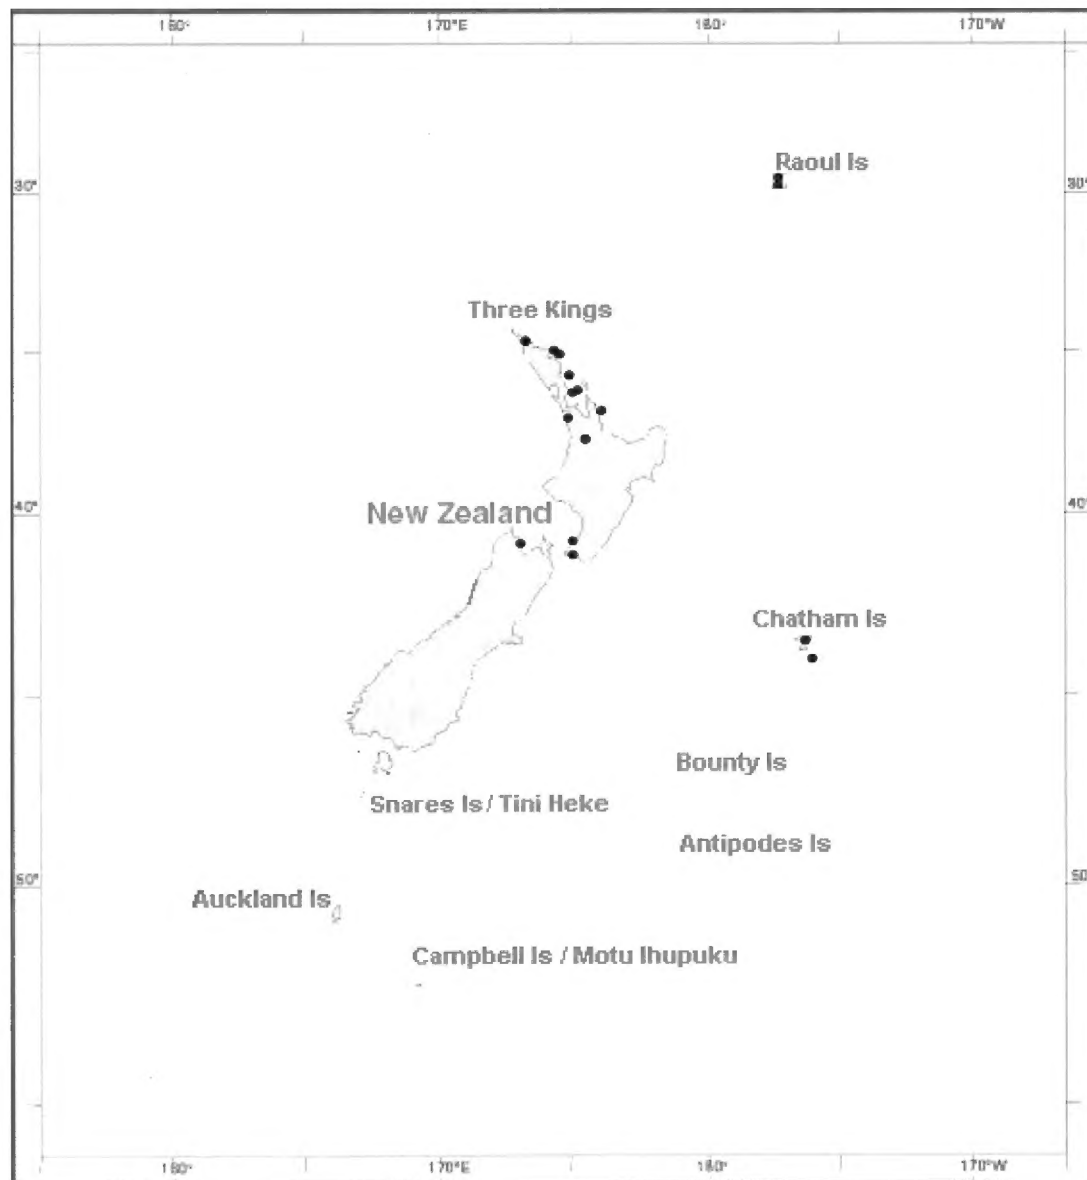 160° 170°E 180° 170°W
Raoul Is
30° 30°
Three Kings
New Zealand
40° 40°
Chatham Is
Bounty Is
Snares Is / Tini Heke
Antipodes Is
50° 50°
Auckland Is
Campbell Is / Motu Ihupuku
160° 170°E 180° 170°W